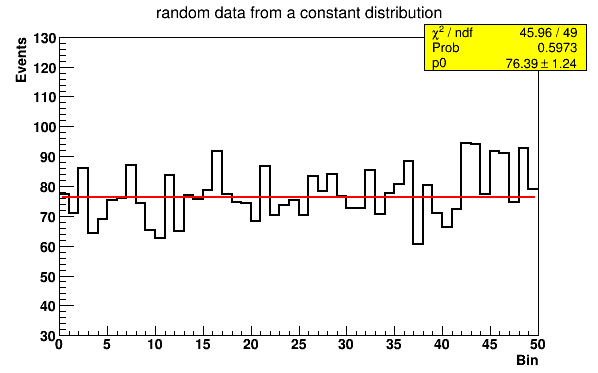 random data from a constant distribution
χ² / ndf 45.96 / 49
Prob 0.5973
p0 76.39 ± 1.24
Events
130
120
110
100
90
80
70
60
50
40
30
0 5 10 15 20 25 30 35 40 45 50
Bin